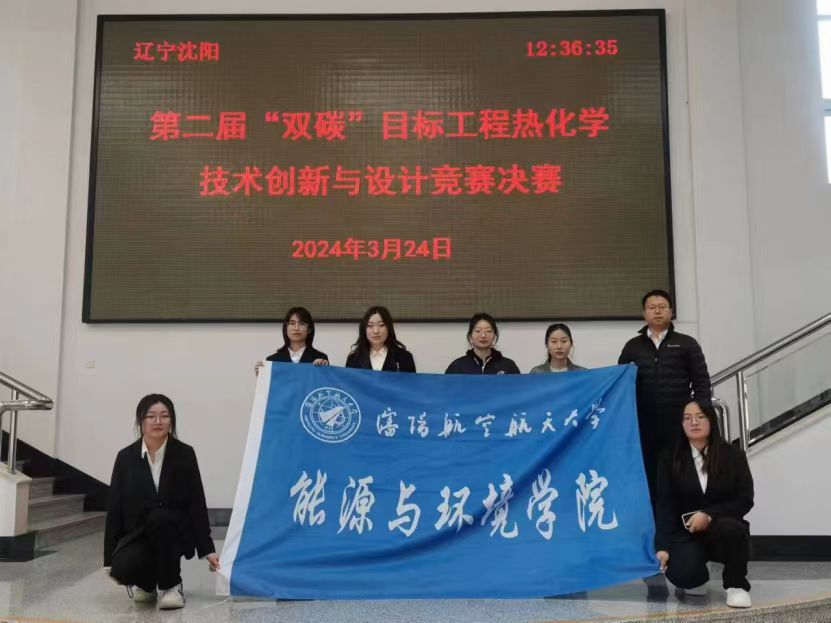 辽宁沈阳 12:36:35
第二届“双碳”目标工程热化学
技术创新与设计竞赛决赛
2024年3月24日
瀋陽航空航天大学
能源与环境学院